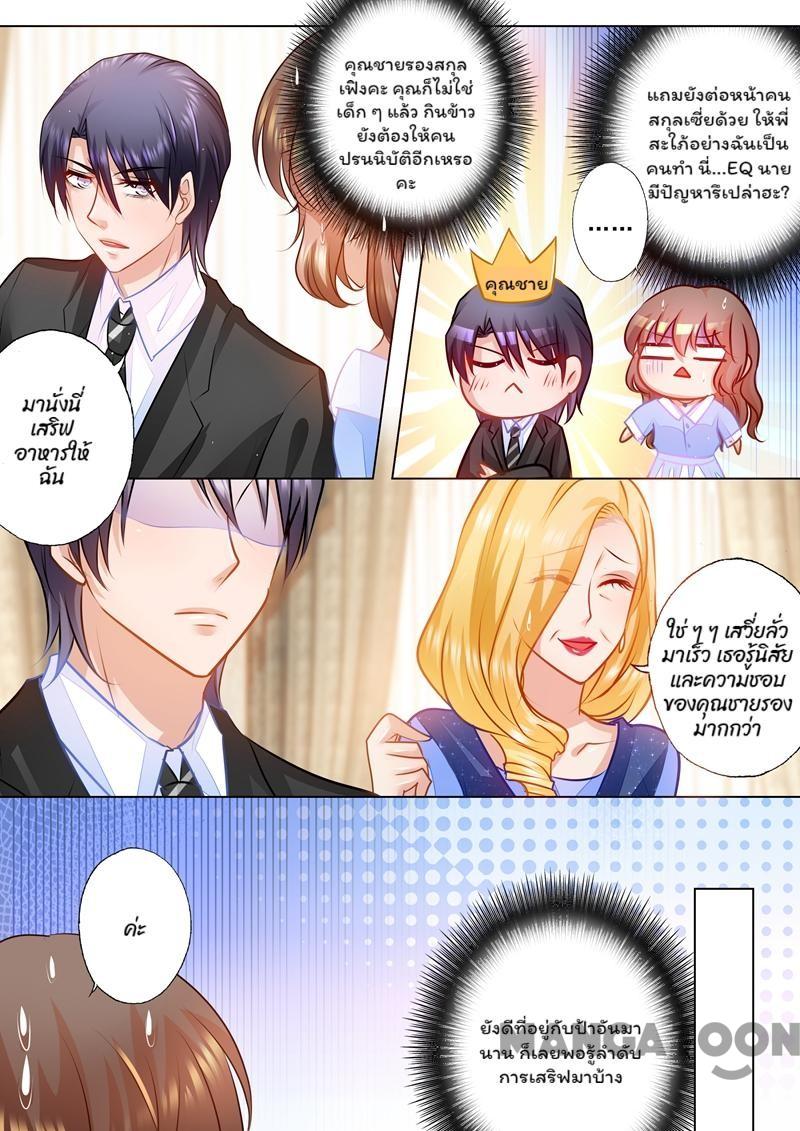 คุณชายรองสกุล
เฟิงคะ คุณก็ไม่ใช่
เด็ก ๆ แล้ว กินข้าว
ยังต้องให้คน
ปรนนิบัติอีกเหรอ
คะ
แถมยังต่อหน้าคน
สกุลเซี่ยด้วย ให้พี่
สะใภ้อย่างฉันเป็น
คนทำ นี่...EQ นาย
มีปัญหารึเปล่าฮะ?
......
คุณชาย
มานั่งนี่
เสริฟ
อาหารให้
ฉัน
ใช่ ๆ ๆ เสวี่ยลั่ว
มาเร็ว เธอรู้นิสัย
และความชอบ
ของคุณชายรอง
มากกว่า
ค่ะ
ยังดีที่อยู่กับป้าอันมา
นาน ก็เลยพอรู้ลำดับ
การเสริฟมาบ้าง
MANGATOON